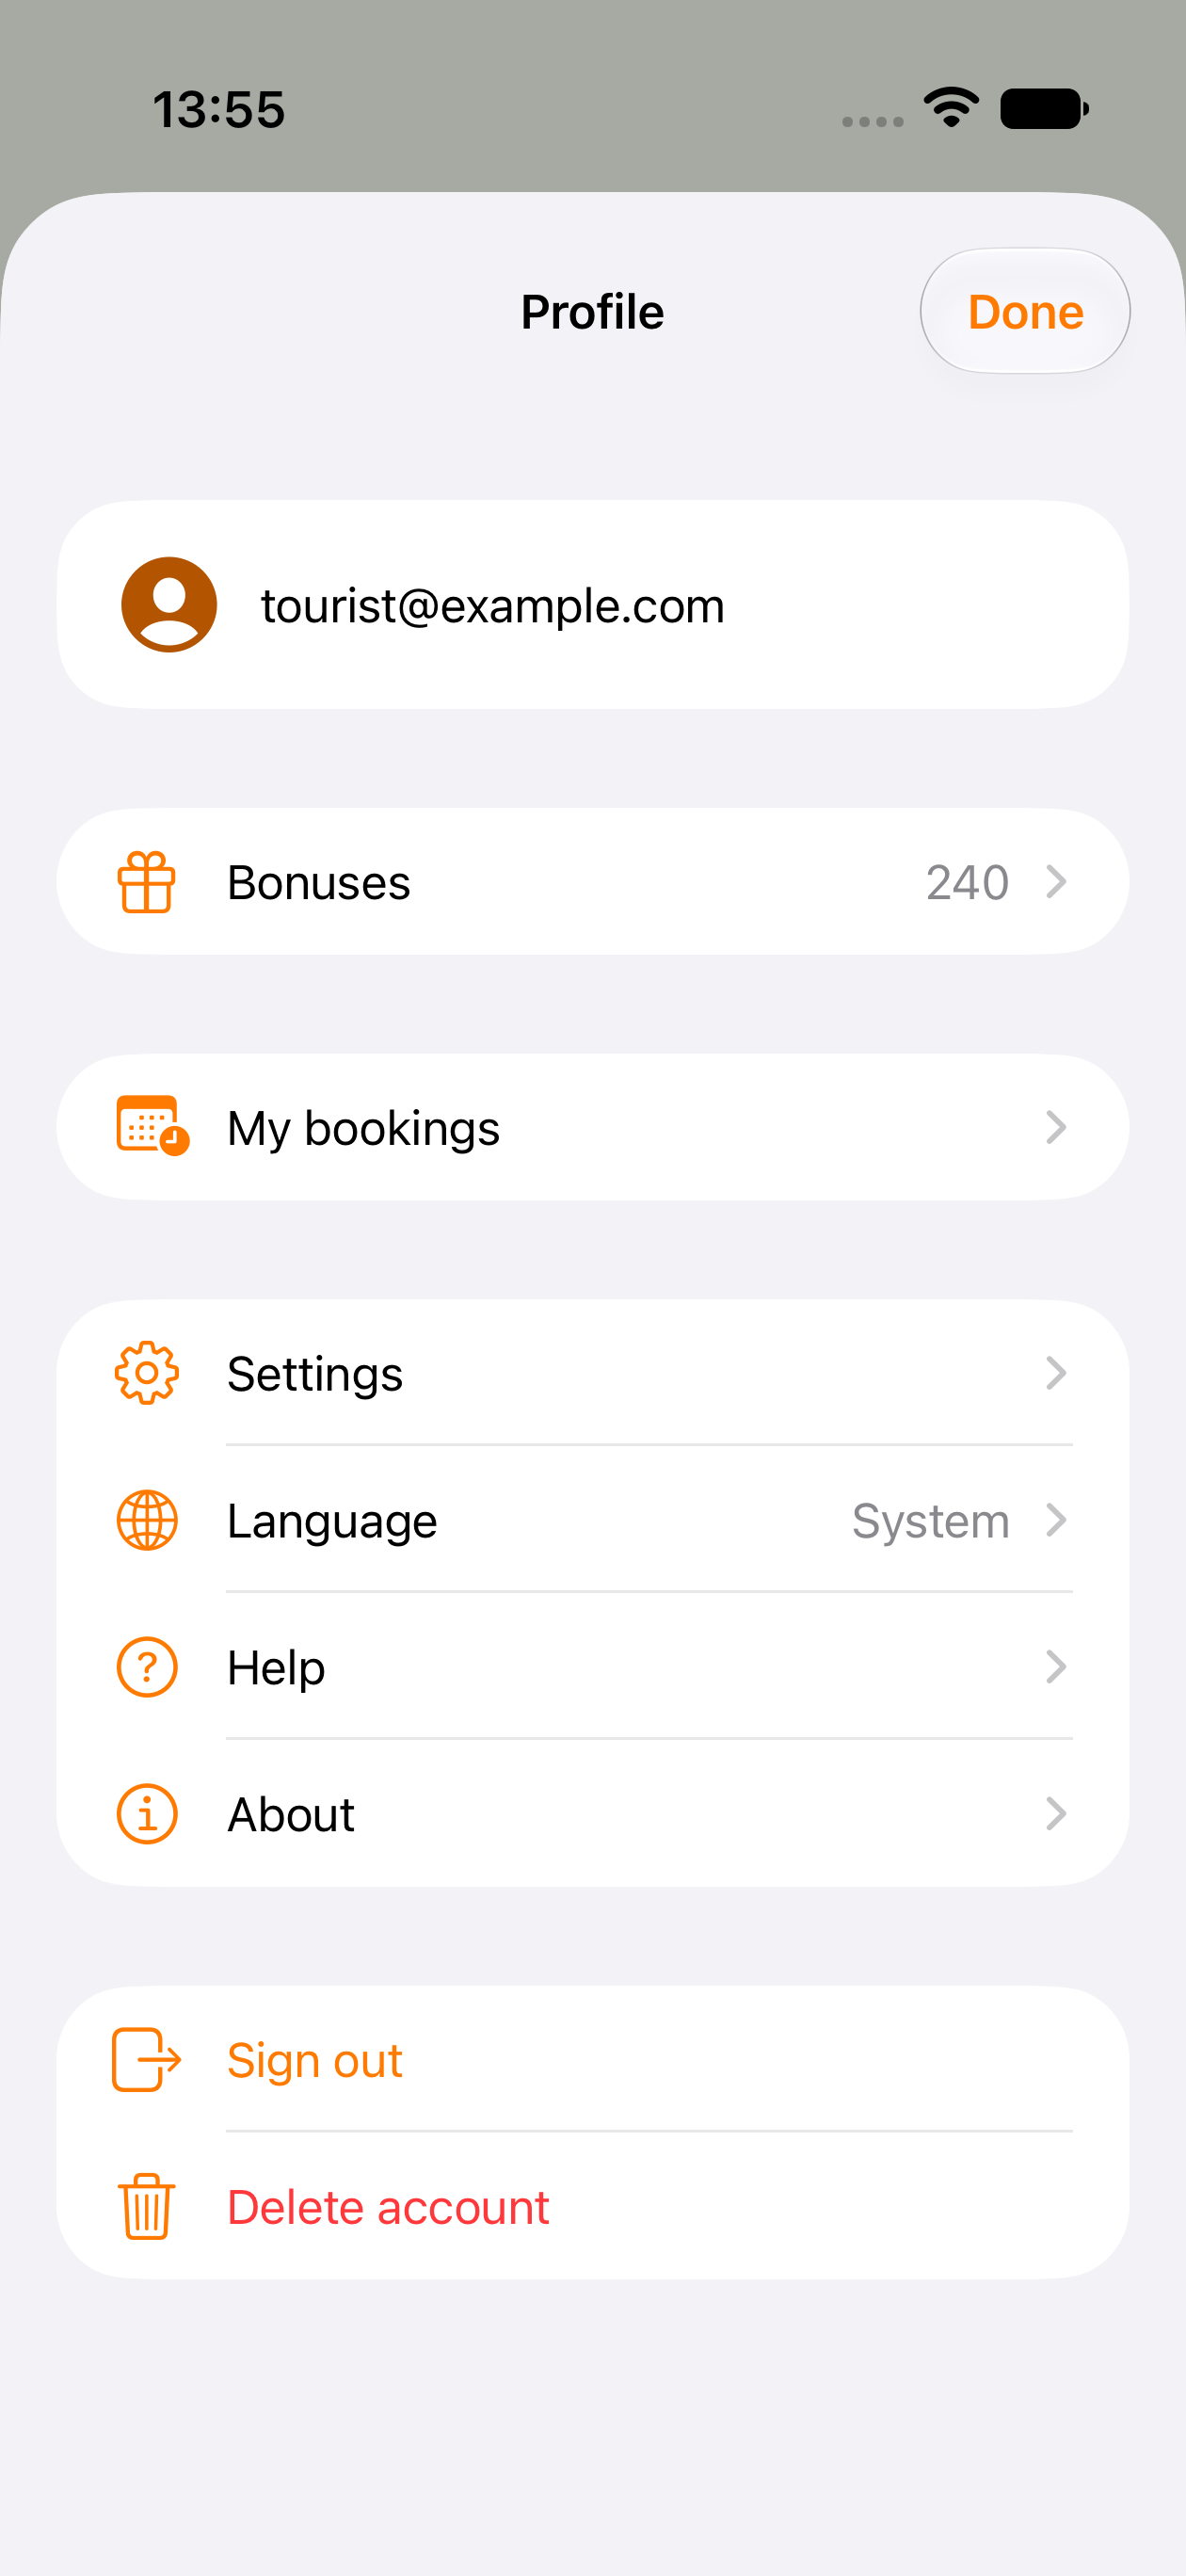 13:55
Profile
Done
tourist@example.com
Bonuses 240
My bookings
Settings
Language System
Help
About
Sign out
Delete account